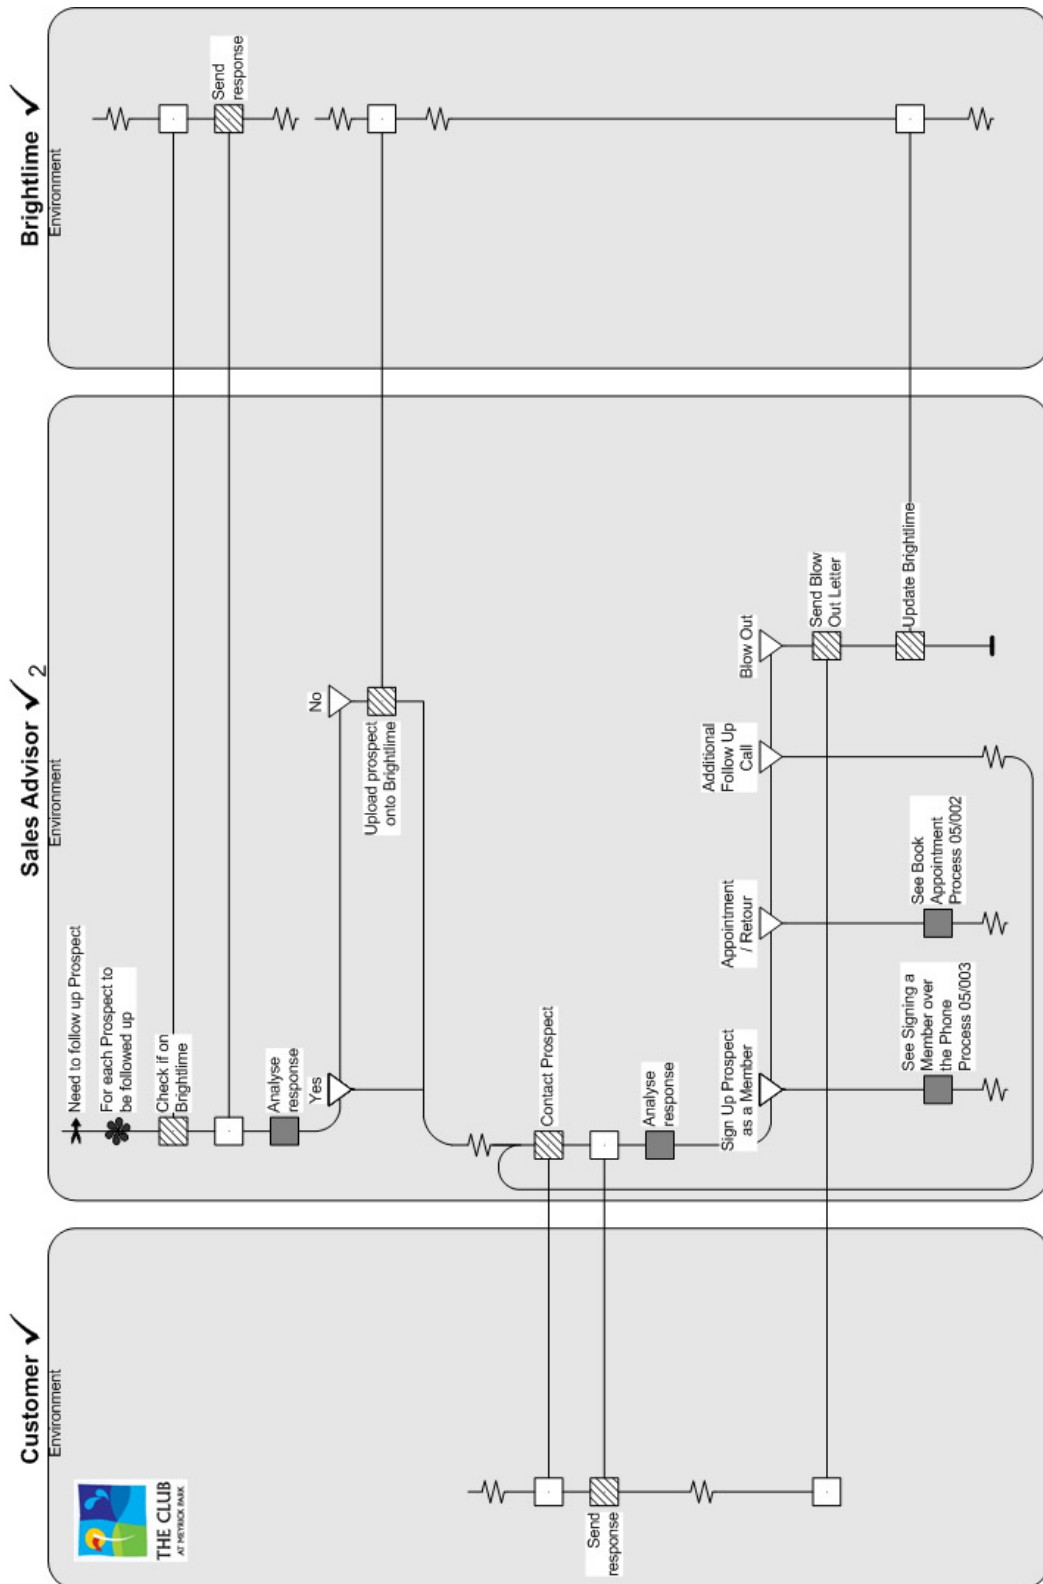 Customer
Environment
Sales Advisor
2
Environment
Brightlime
Environment
THE CLUB
AT MEYRICK PARK
Need to follow up Prospect
For each Prospect to
be followed up
Check if on
Brightlime
Send
response
Analyse
response
Yes
No
Upload prospect
onto Brightlime
Contact Prospect
Send
response
Analyse
response
Sign Up Prospect
as a Member
Appointment
/ Retour
Additional
Follow Up
Call
Blow Out
Send Blow
Out Letter
Update Brightlime
See Signing a
Member over
the Phone
Process 05/003
See Book
Appointment
Process 05/002